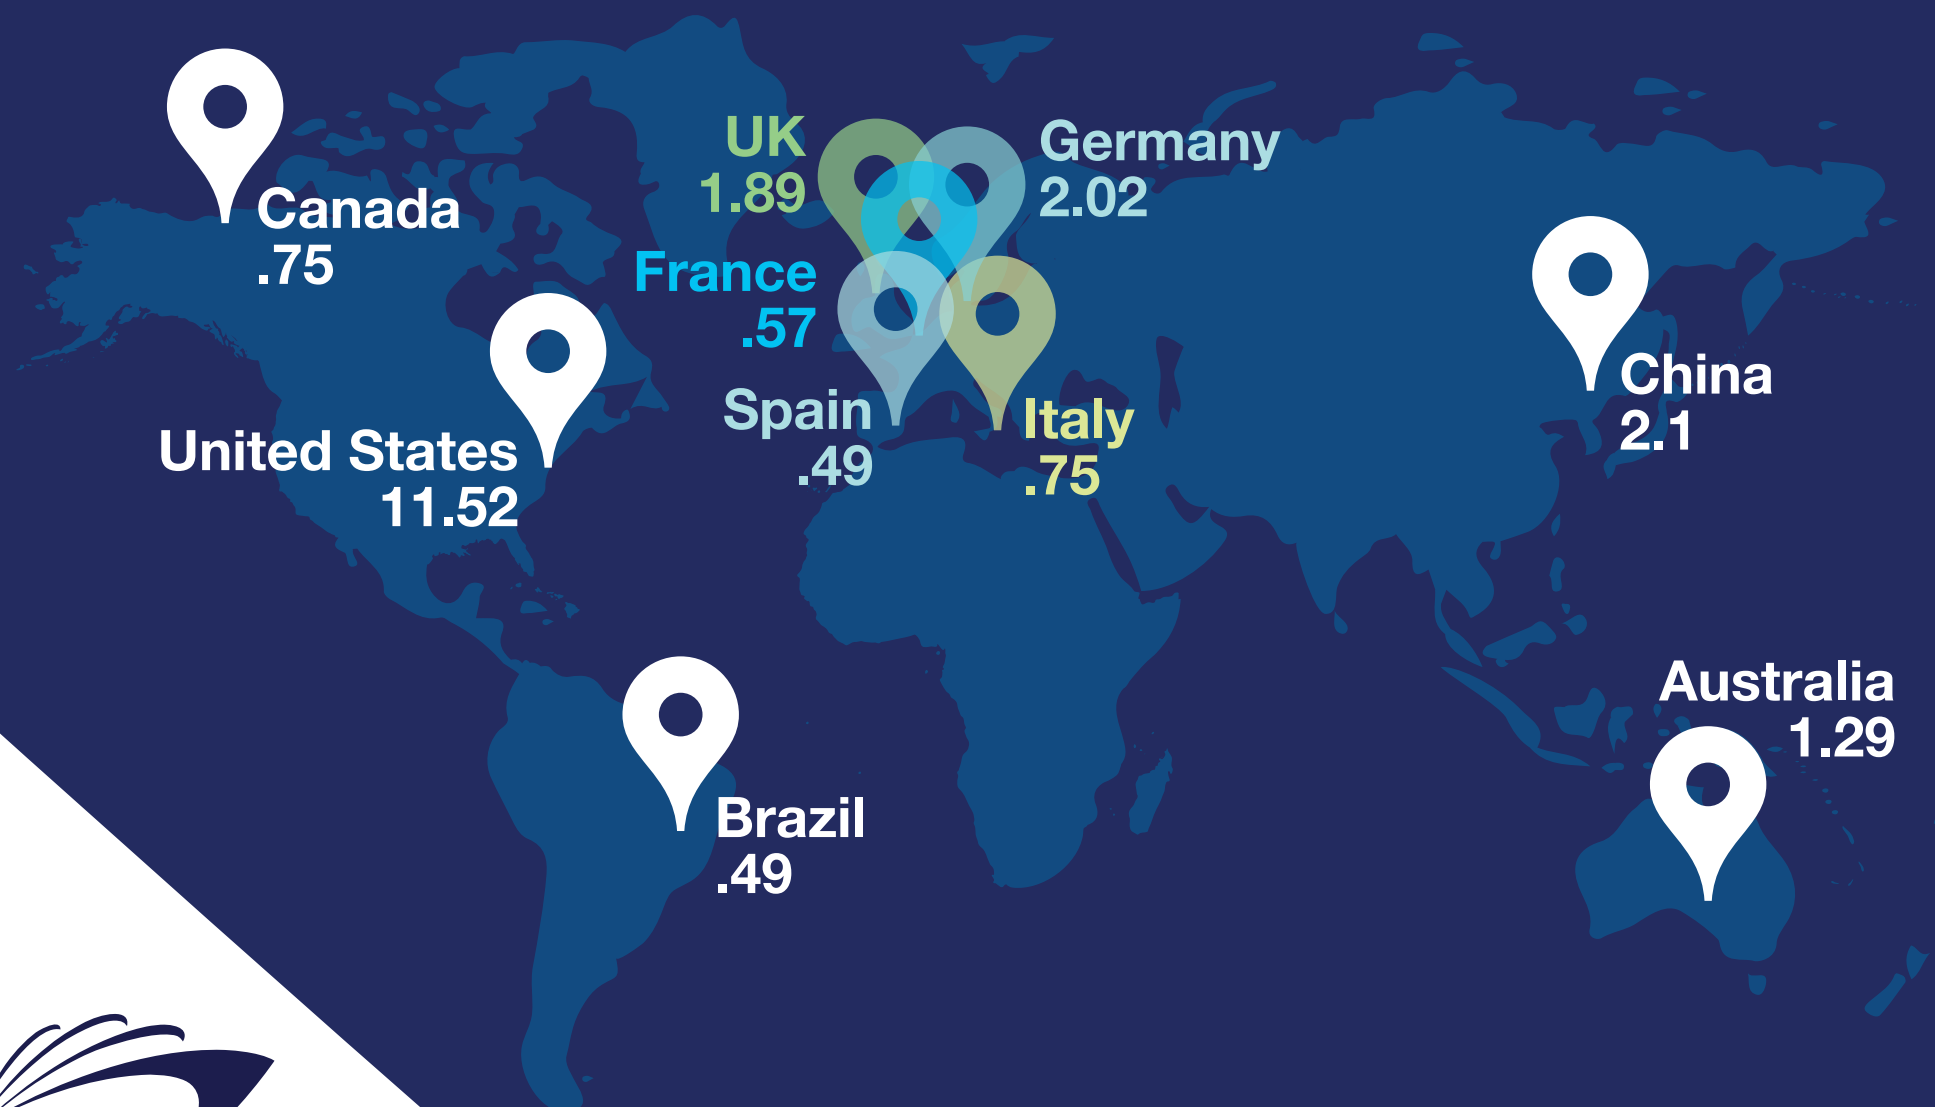 Canada
.75
United States
11.52
UK
1.89
Germany
2.02
France
.57
Spain
.49
Italy
.75
China
2.1
Brazil
.49
Australia
1.29